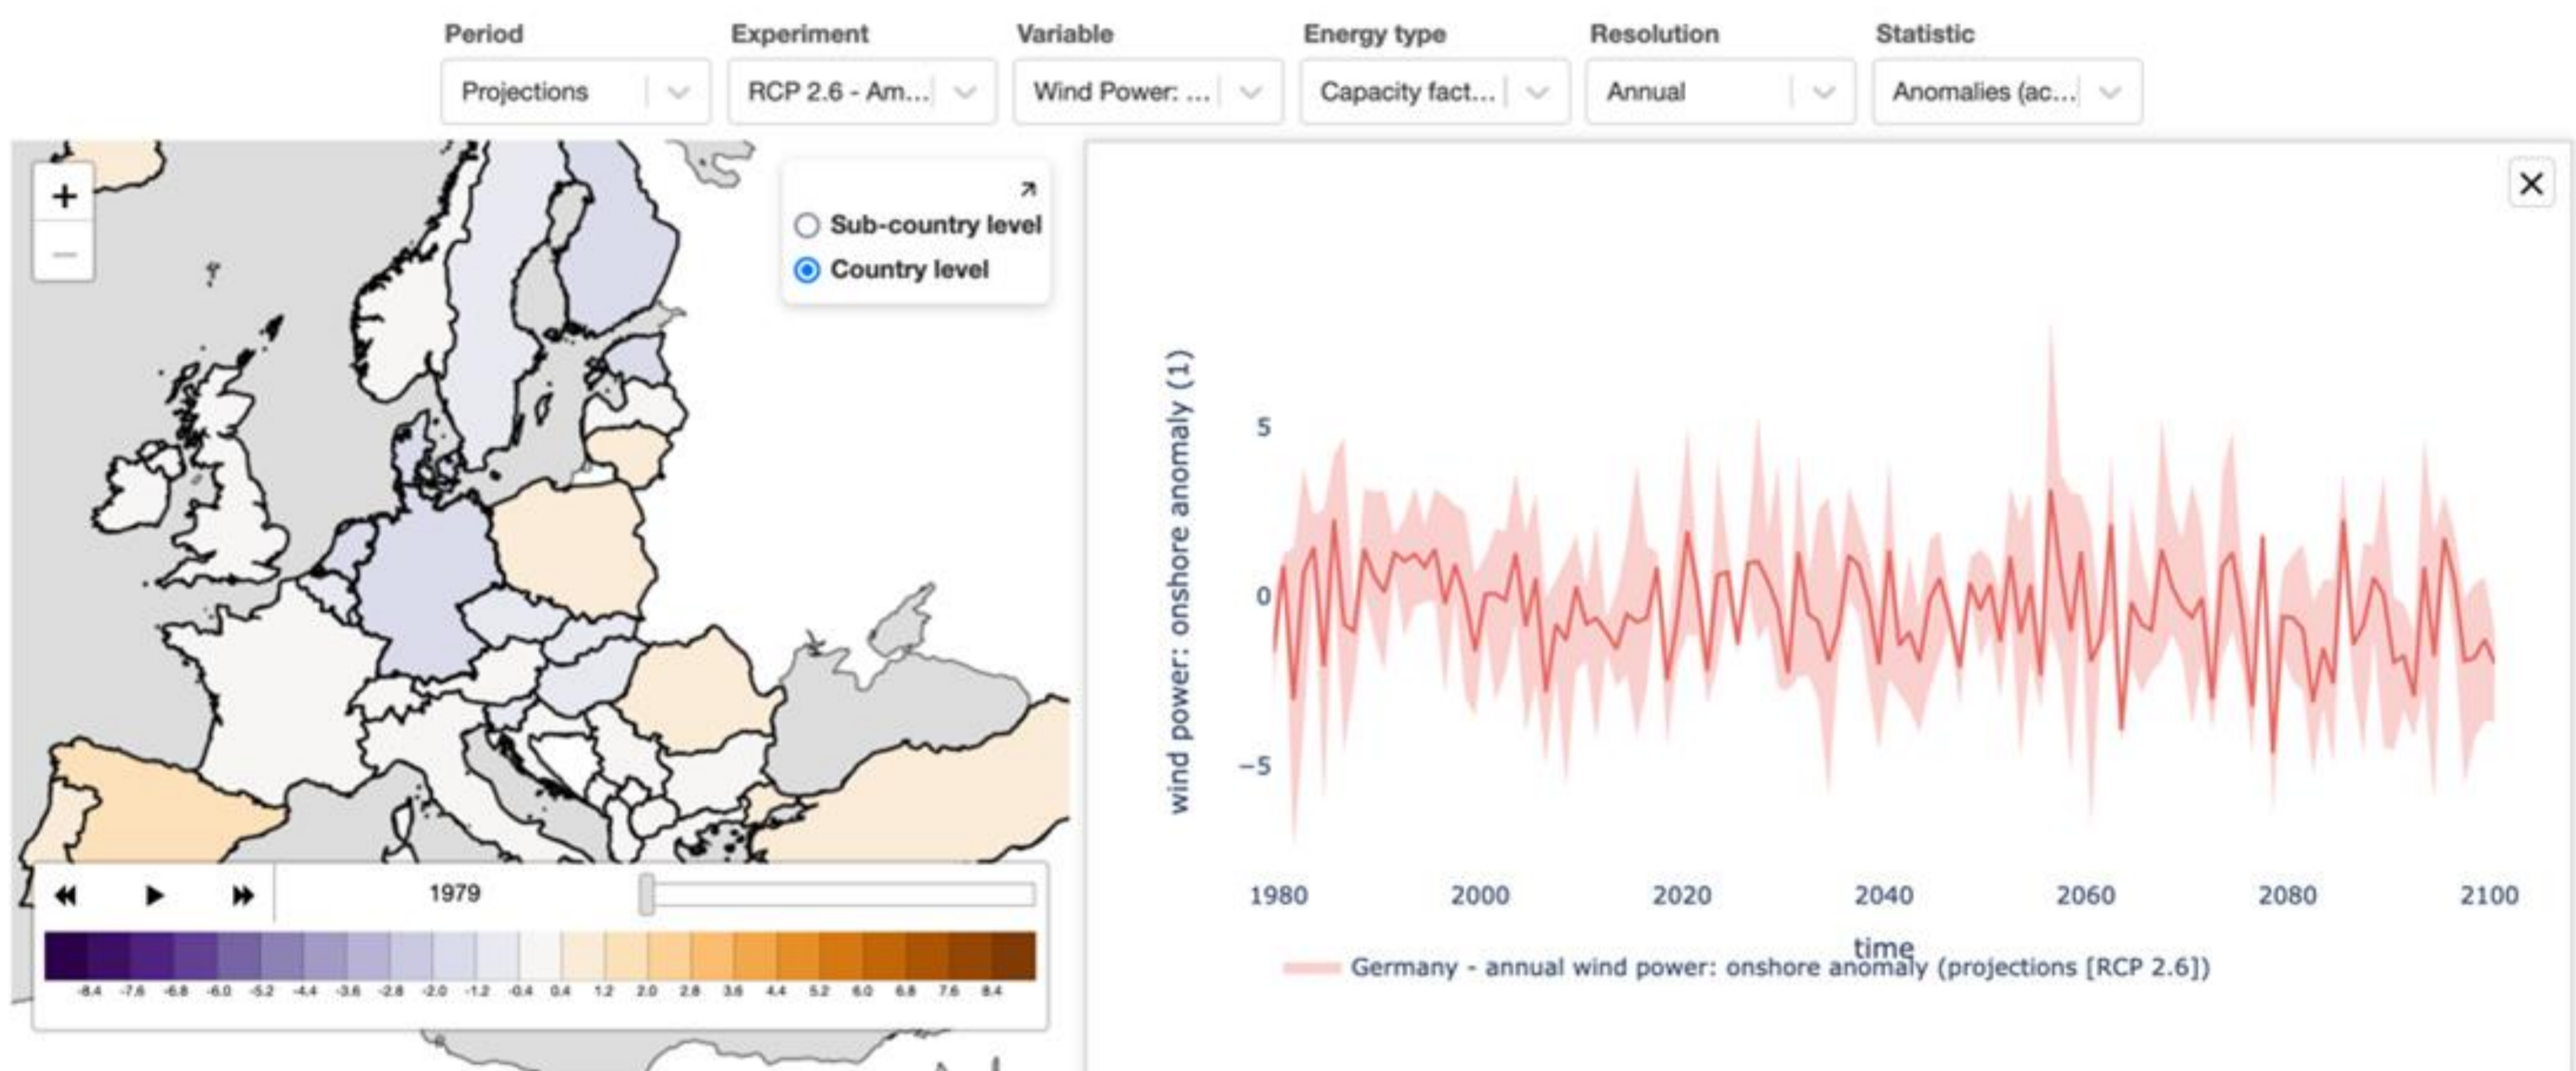 Period Experiment Variable Energy type Resolution Statistic
Projections RCP 2.6 - Am... Wind Power: ... Capacity fact... Annual Anomalies (ac...
+
−
Sub-country level
Country level
1979
-8.4 -7.6 -6.8 -6.0 -5.2 -4.4 -3.6 -2.8 -2.0 -1.2 -0.4 0.4 1.2 2.0 2.8 3.6 4.4 5.2 6.0 6.8 7.6 8.4
wind power: onshore anomaly (1)
5
0
−5
1980 2000 2020 2040 2060 2080 2100
time
Germany - annual wind power: onshore anomaly (projections [RCP 2.6])